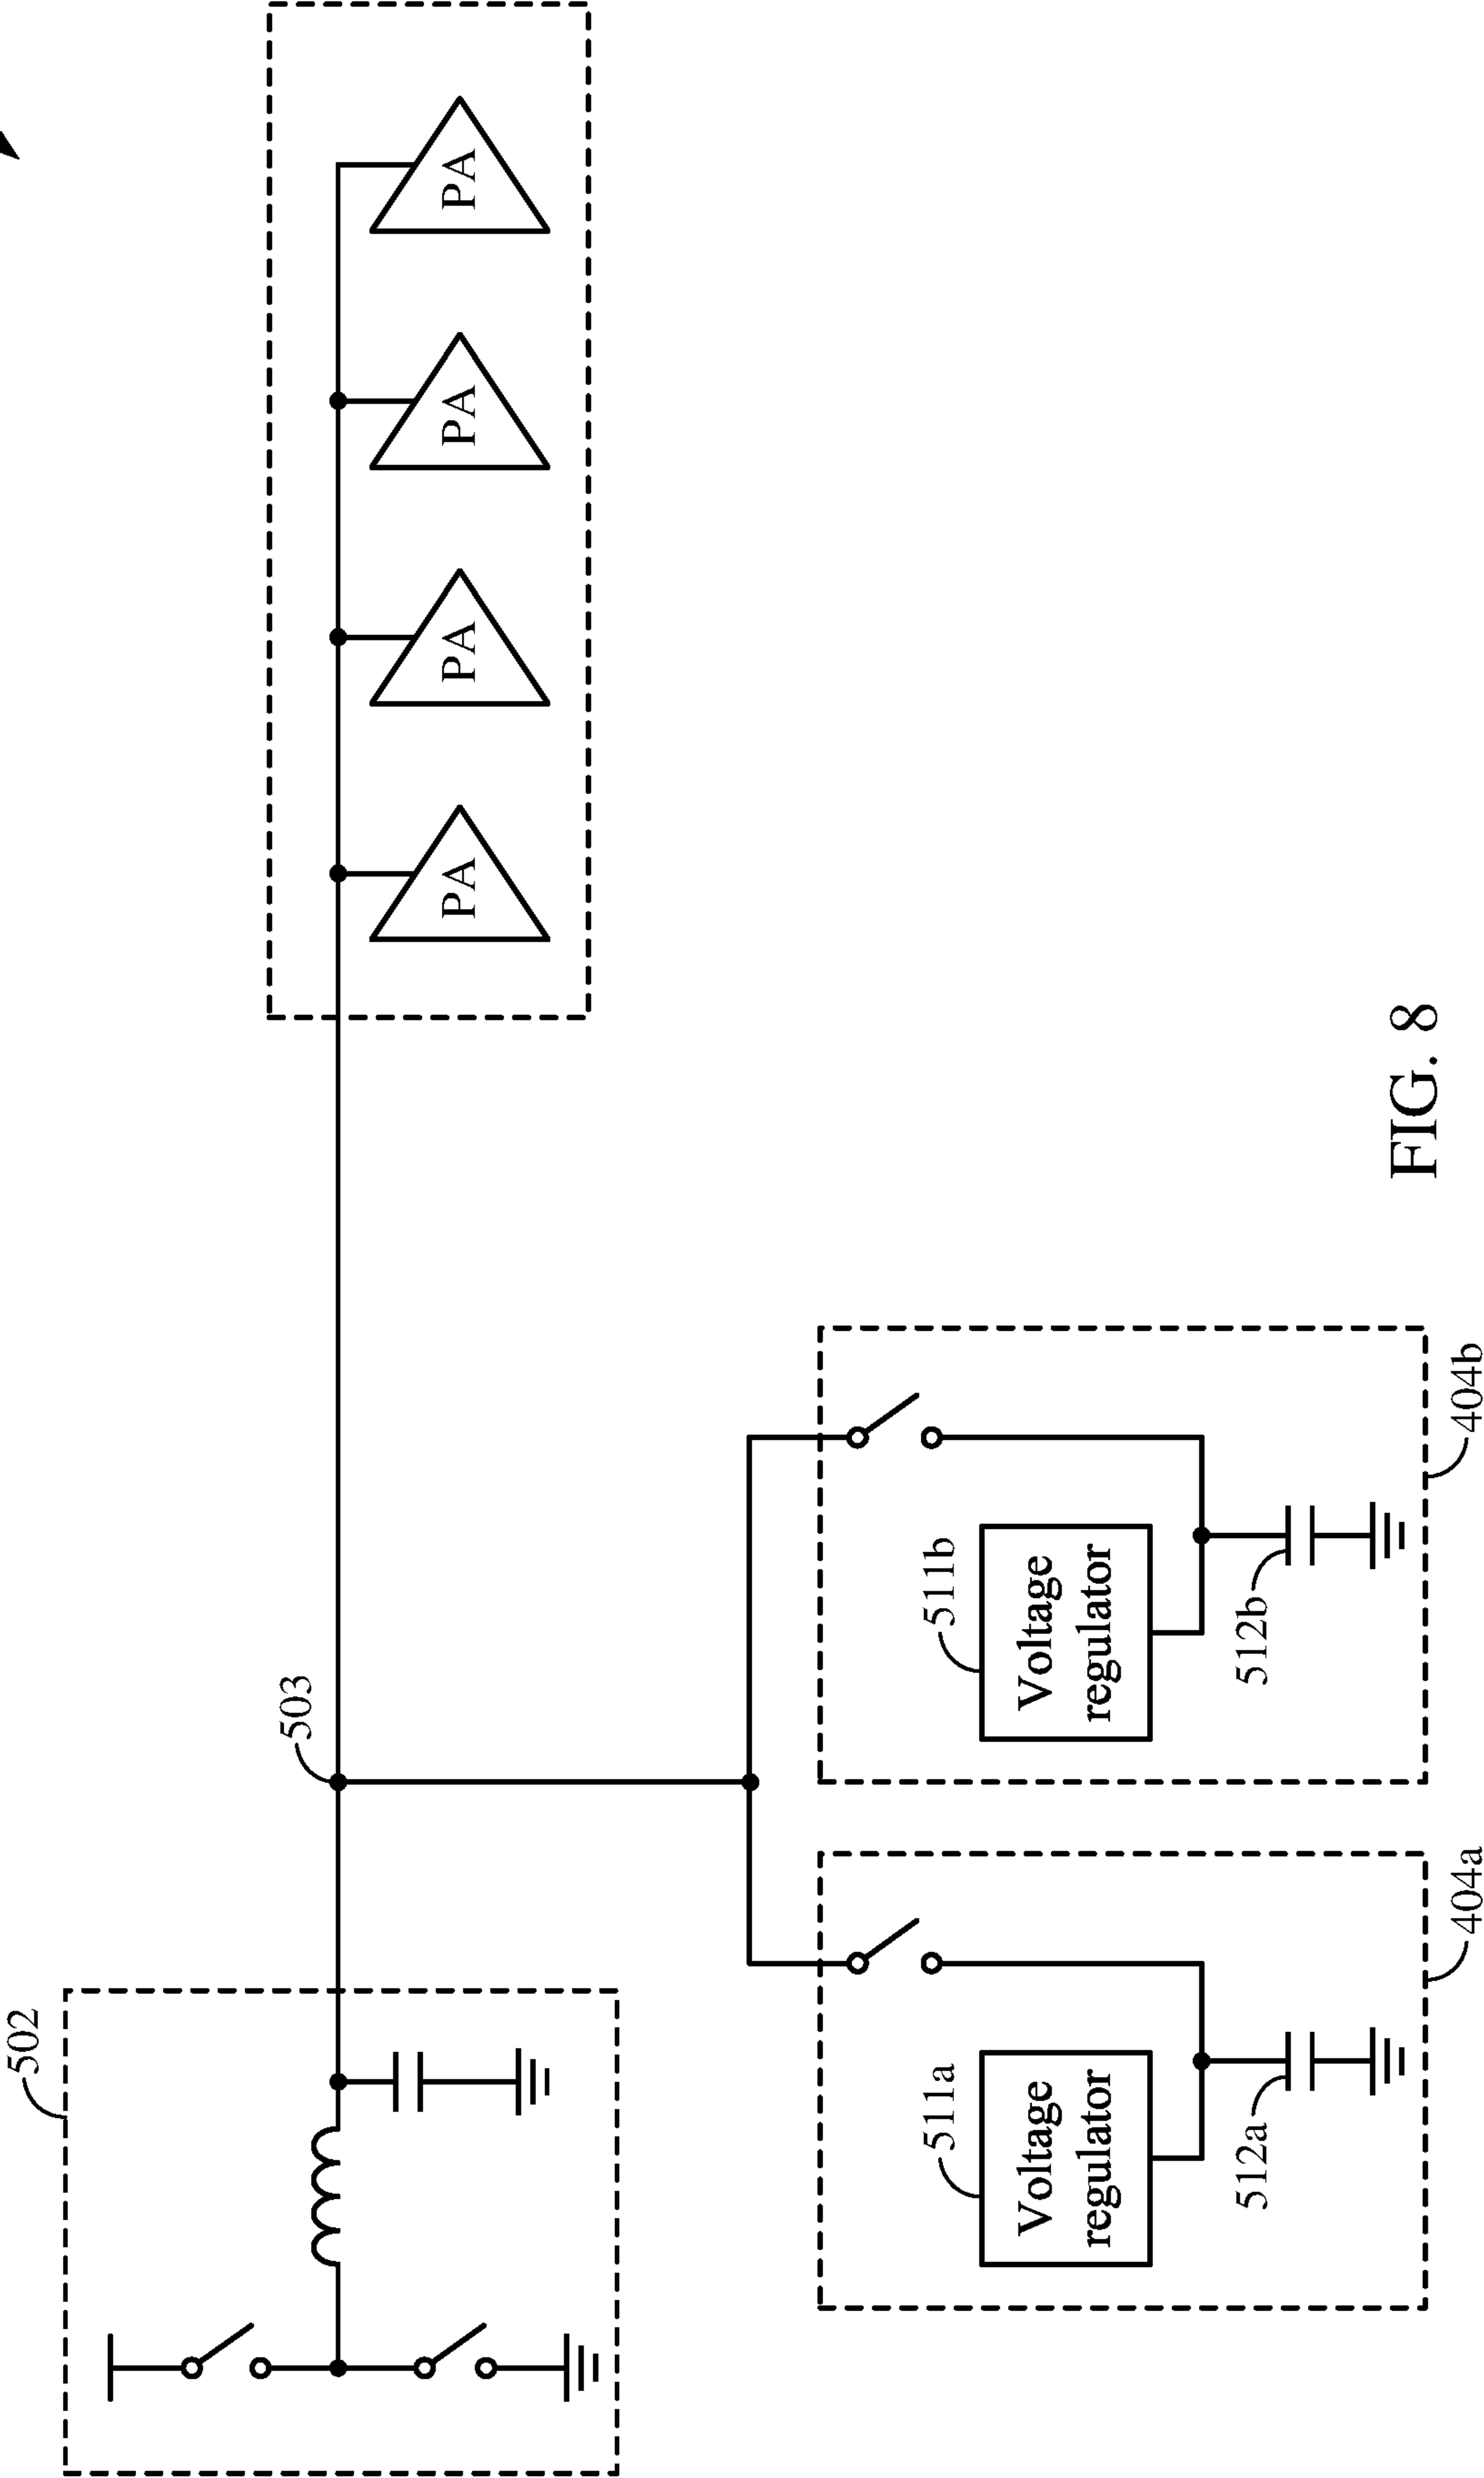 502
503
PA
PA
PA
PA
511a
Voltage
regulator
512a
404a
511b
Voltage
regulator
512b
404b
FIG. 8